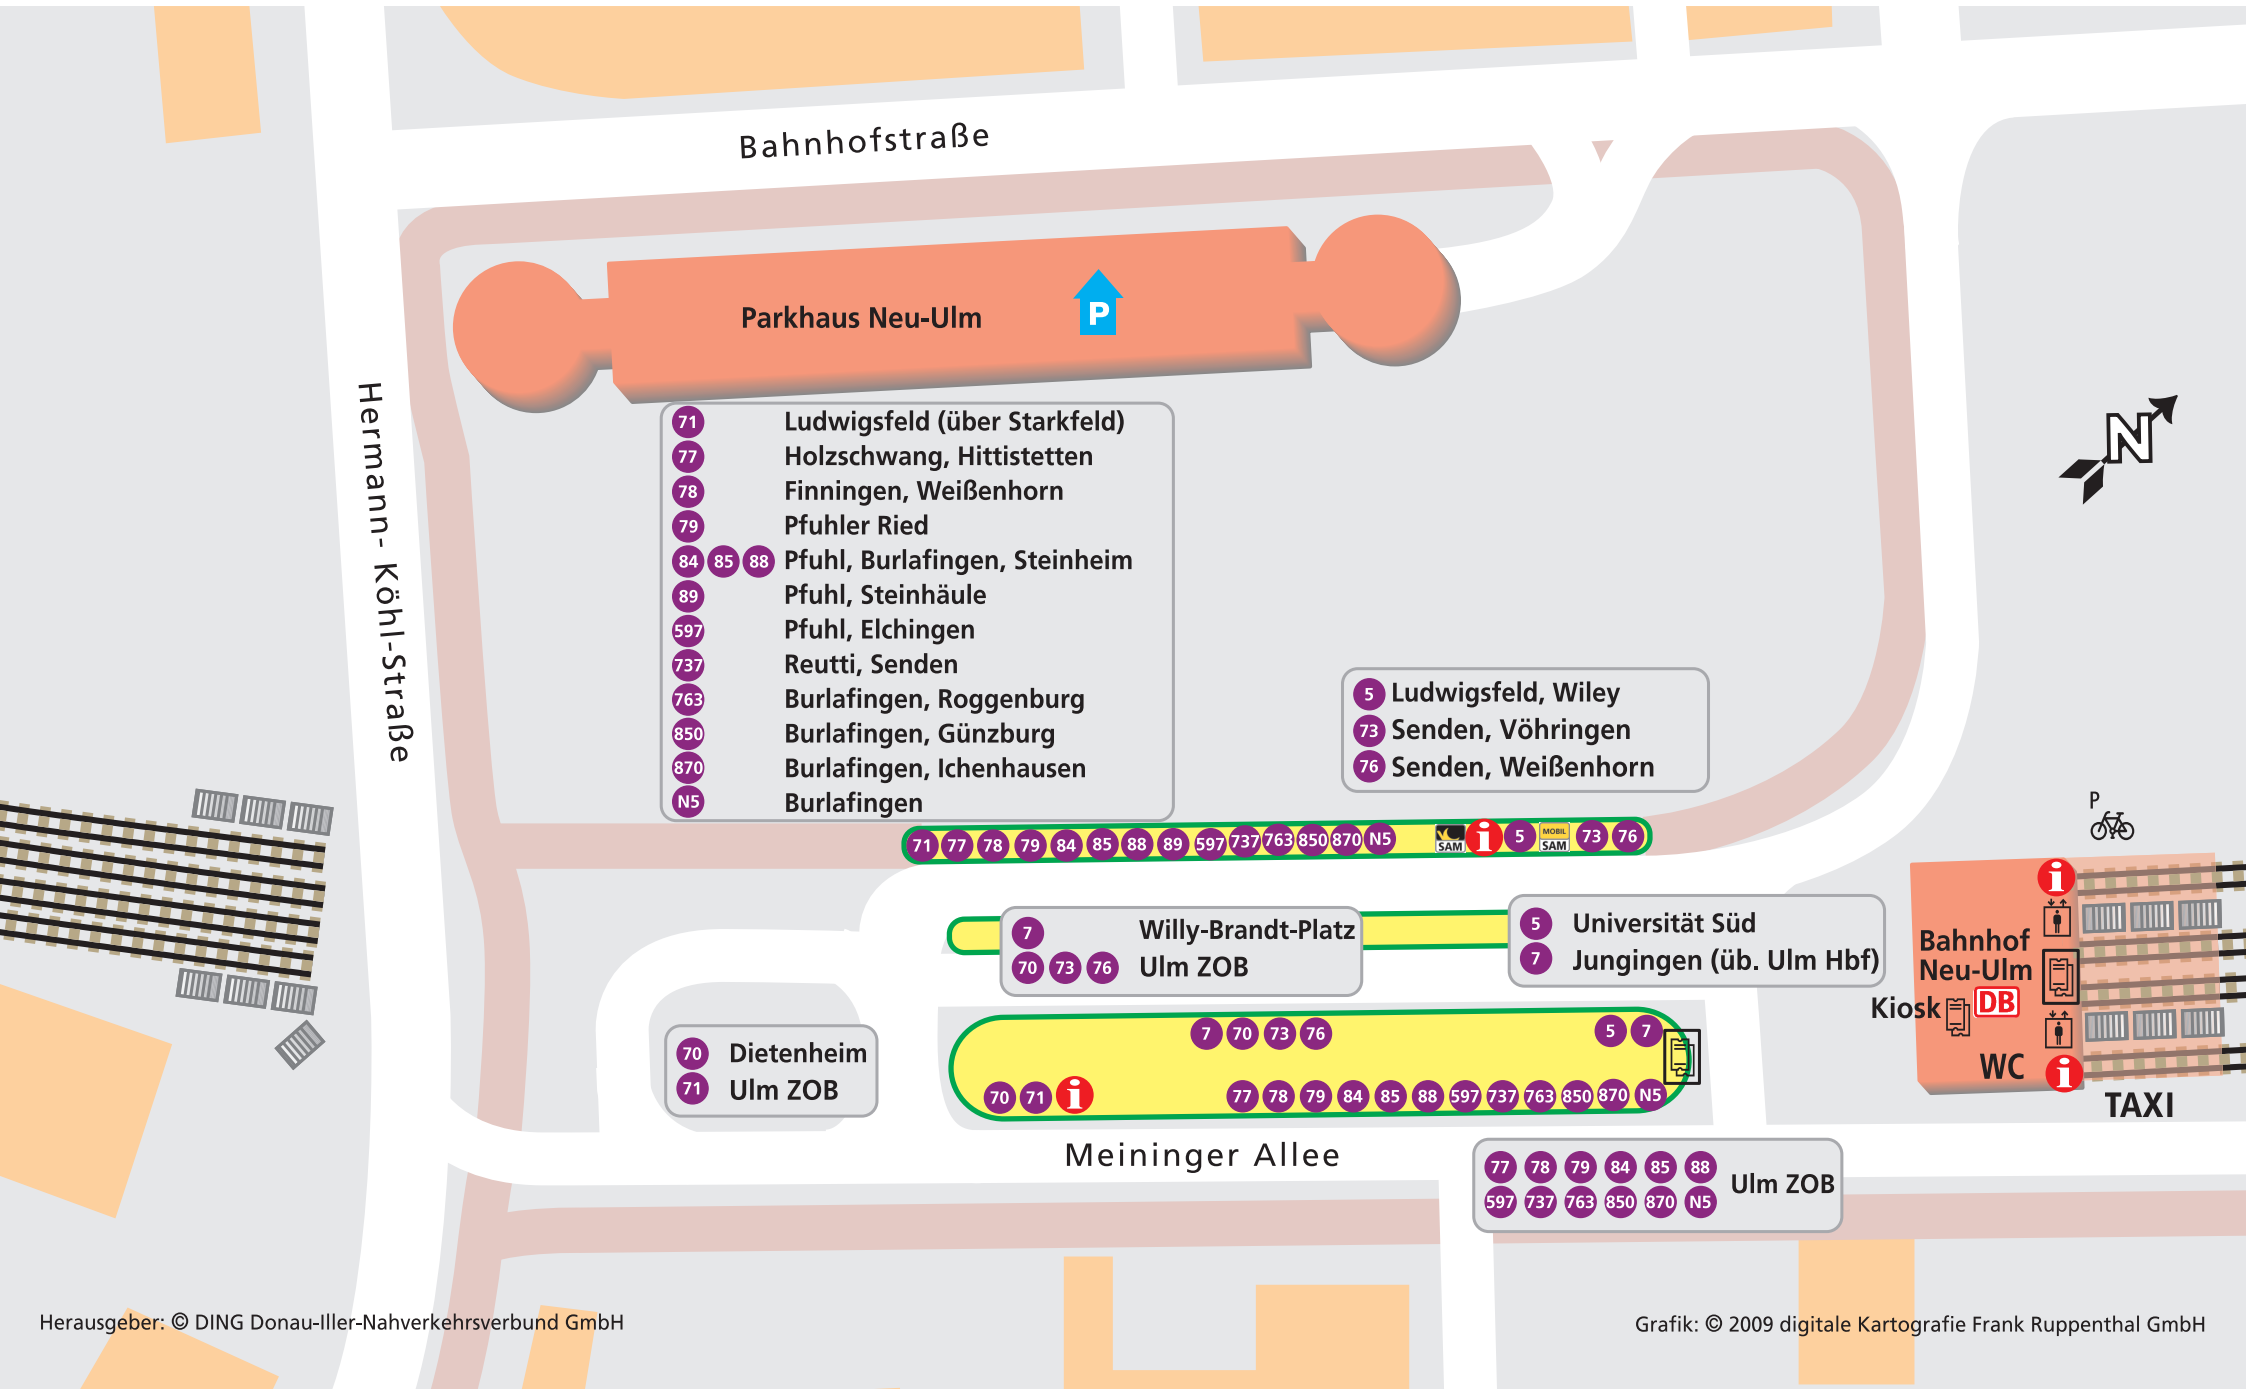 Bahnhofstraße
Hermann- Köhl-Straße
Parkhaus Neu-Ulm
P
71 Ludwigsfeld (über Starkfeld)
77 Holzschwang, Hittistetten
78 Finningen, Weißenhorn
79 Pfuhler Ried
84 85 88 Pfuhl, Burlafingen, Steinheim
89 Pfuhl, Steinhäule
597 Pfuhl, Elchingen
737 Reutti, Senden
763 Burlafingen, Roggenburg
850 Burlafingen, Günzburg
870 Burlafingen, Ichenhausen
N5 Burlafingen
N
5 Ludwigsfeld, Wiley
73 Senden, Vöhringen
76 Senden, Weißenhorn
71 77 78 79 84 85 88 89 597 737 763 850 870 N5 SAM i 5 MOBIL SAM 73 76
P
7 Willy-Brandt-Platz
70 73 76 Ulm ZOB
5 Universität Süd
7 Jungingen (üb. Ulm Hbf)
i
Bahnhof
Neu-Ulm
Kiosk DB
WC
i
TAXI
70 Dietenheim
71 Ulm ZOB
7 70 73 76 5 7
70 71 i 77 78 79 84 85 88 597 737 763 850 870 N5
Meininger Allee
77 78 79 84 85 88
597 737 763 850 870 N5
Ulm ZOB
Herausgeber: © DING Donau-Iller-Nahverkehrsverbund GmbH
Grafik: © 2009 digitale Kartografie Frank Ruppenthal GmbH